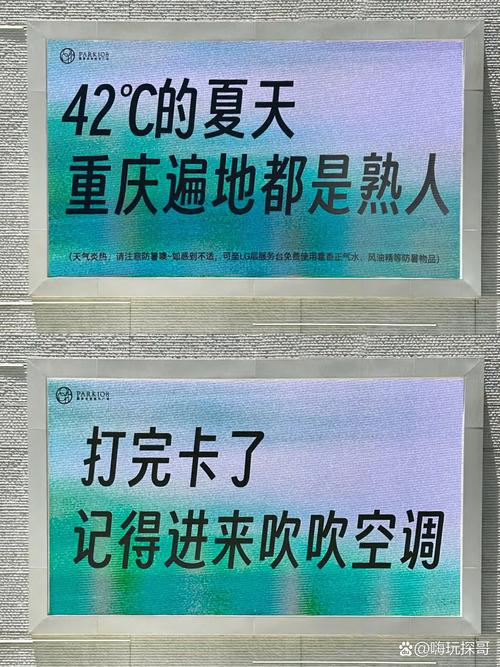 PARK108
42℃的夏天
重庆遍地都是熟人
(天气炎热，请注意防暑噢~如感到不适，可至LG层服务台免费使用藿香正气水、风油精等防暑物品)
PARK108
打完卡了
记得进来吹吹空调
@嗨玩探哥